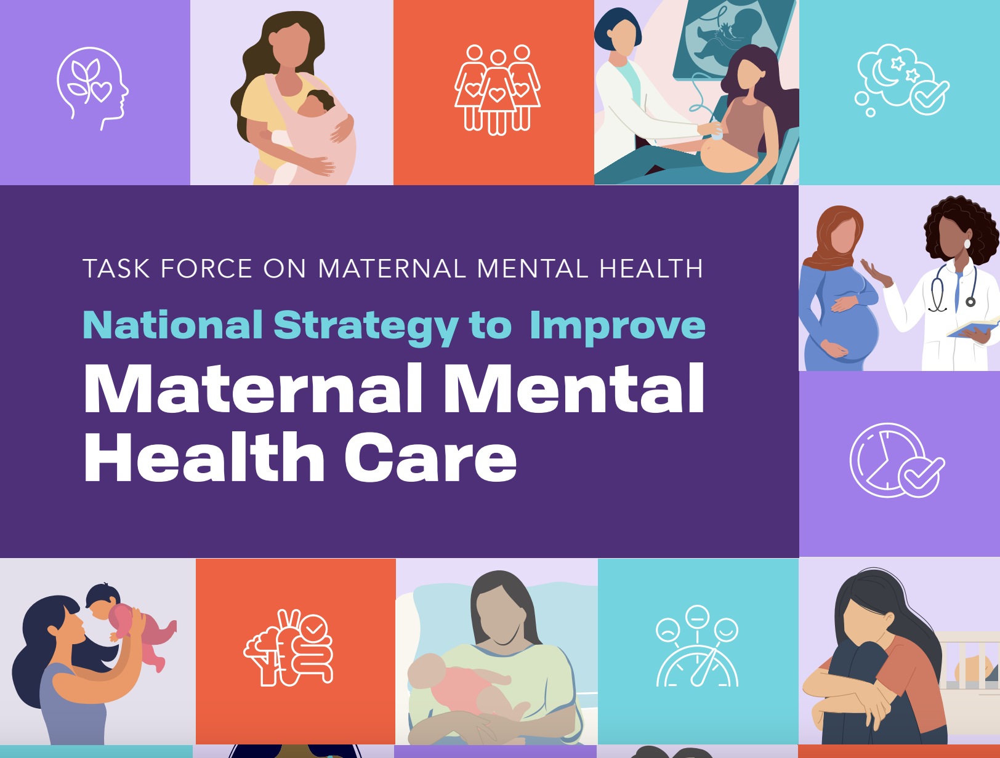 TASK FORCE ON MATERNAL MENTAL HEALTH
National Strategy to Improve
Maternal Mental
Health Care